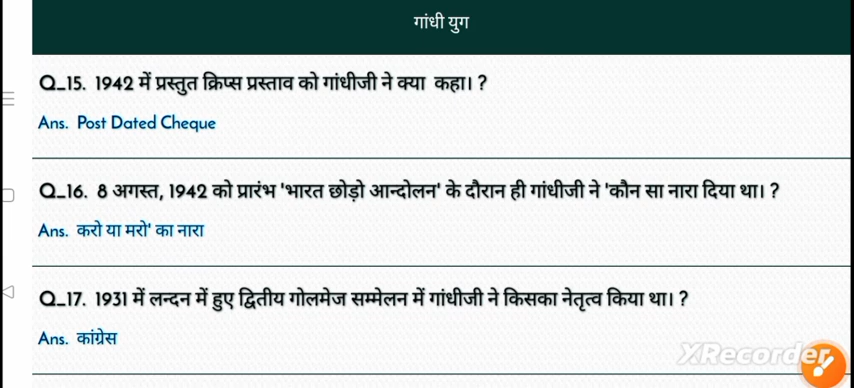 गांधी युग
Q_15. 1942 में प्रस्तुत क्रिप्स प्रस्ताव को गांधीजी ने क्या कहा। ?
Ans. Post Dated Cheque
Q_16. 8 अगस्त, 1942 को प्रारंभ 'भारत छोड़ो आन्दोलन' के दौरान ही गांधीजी ने 'कौन सा नारा दिया था। ?
Ans. करो या मरो' का नारा
Q_17. 1931 में लन्दन में हुए द्वितीय गोलमेज सम्मेलन में गांधीजी ने किसका नेतृत्व किया था। ?
Ans. कांग्रेस
XRecorder